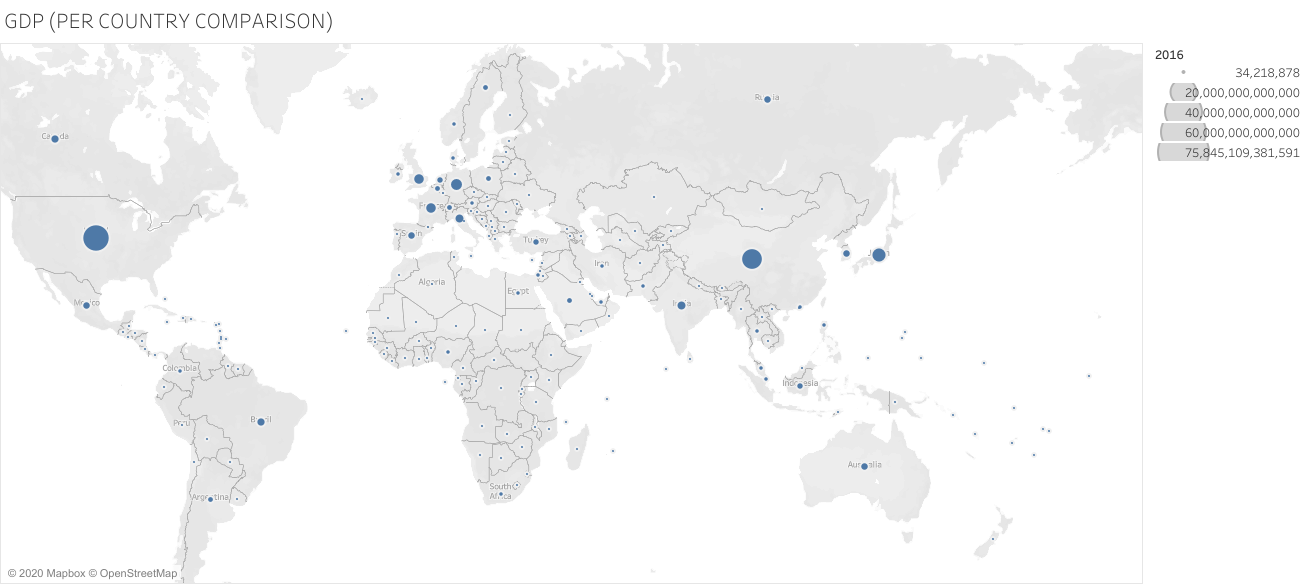 GDP (PER COUNTRY COMPARISON)
2016
34,218,878
20,000,000,000,000
40,000,000,000,000
60,000,000,000,000
75,845,109,381,591
Canada
Russia
France
Spain
Turkey
Iran
Japan
Algeria
Egypt
India
Mexico
Colombia
Indonesia
Peru
Brazil
Australia
Argentina
South
Africa
© 2020 Mapbox © OpenStreetMap